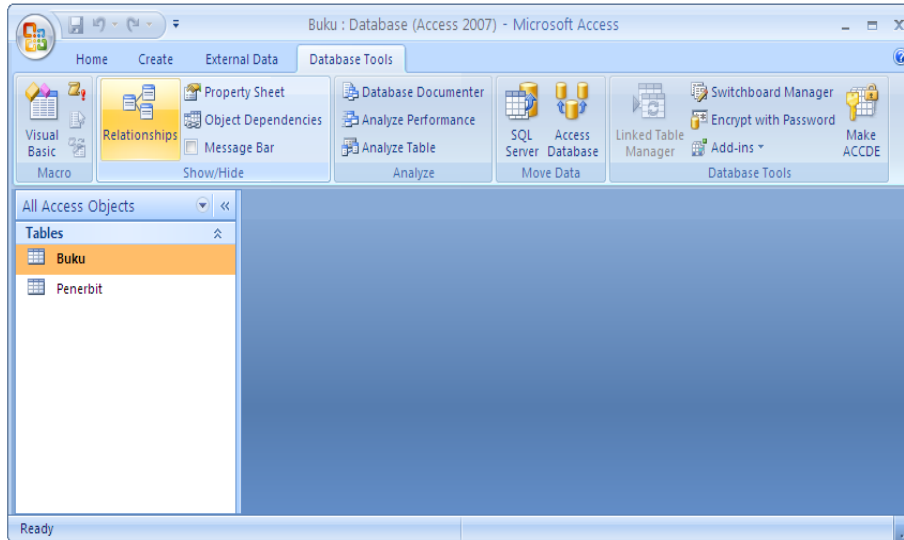 Buku : Database (Access 2007) - Microsoft Access
Home Create External Data Database Tools
Visual Basic
Relationships
Property Sheet
Object Dependencies
Message Bar
Database Documenter
Analyze Performance
Analyze Table
SQL Server
Access Database
Linked Table Manager
Switchboard Manager
Encrypt with Password
Add-ins
Make ACCDE
Macro
Show/Hide
Analyze
Move Data
Database Tools
All Access Objects
Tables
Buku
Penerbit
Ready